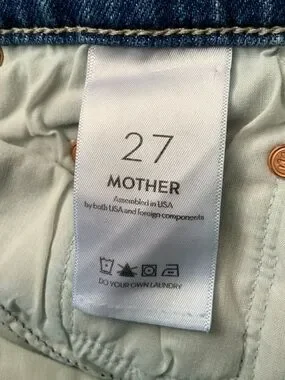 27
MOTHER
Assembled in USA
by both USA and foreign components
DO YOUR OWN LAUNDRY